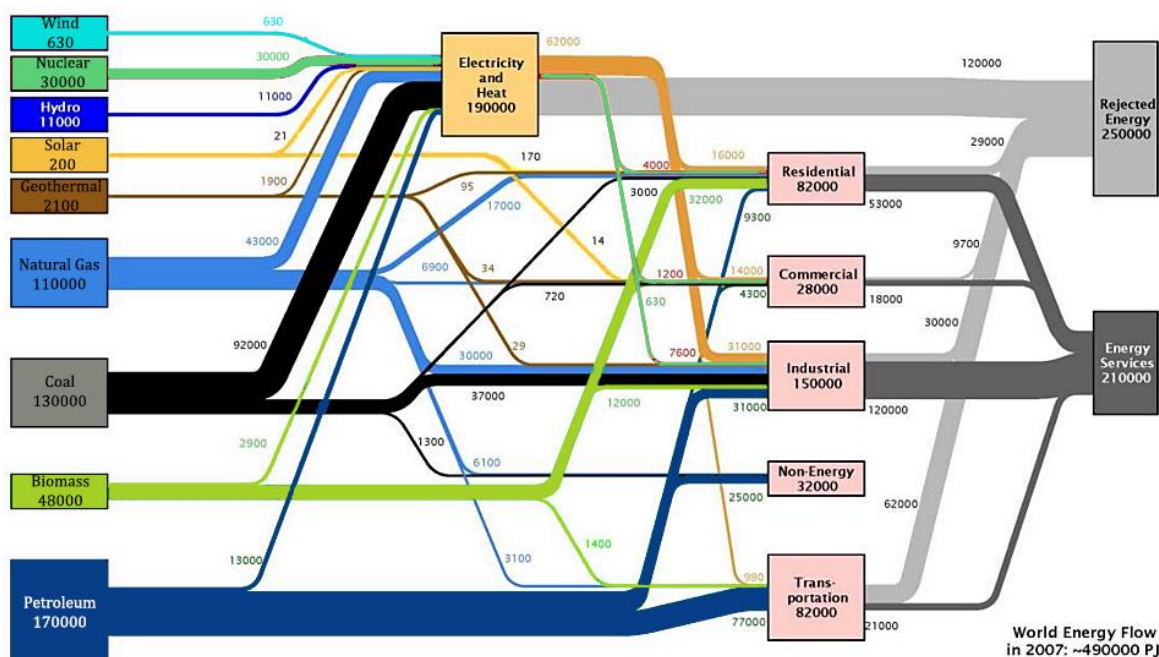 Wind
630
Nuclear
30000
Hydro
11000
Solar
200
Geothermal
2100
Natural Gas
110000
Coal
130000
Biomass
48000
Petroleum
170000
630
30000
11000
21
1900
43000
92000
2900
13000
Electricity
and
Heat
190000
62000
120000
170
95
17000
6900
34
720
14
29
30000
37000
1300
6100
3100
12000
1400
4000
3000
32000
16000
9300
1200
630
14000
4300
7600
31000
31000
25000
980
77000
Residential
82000
Commercial
28000
Industrial
150000
Non-Energy
32000
Trans-
portation
82000
29000
53000
9700
18000
30000
120000
62000
21000
Rejected
Energy
250000
Energy
Services
210000
World Energy Flow
in 2007: ~490000 PJ